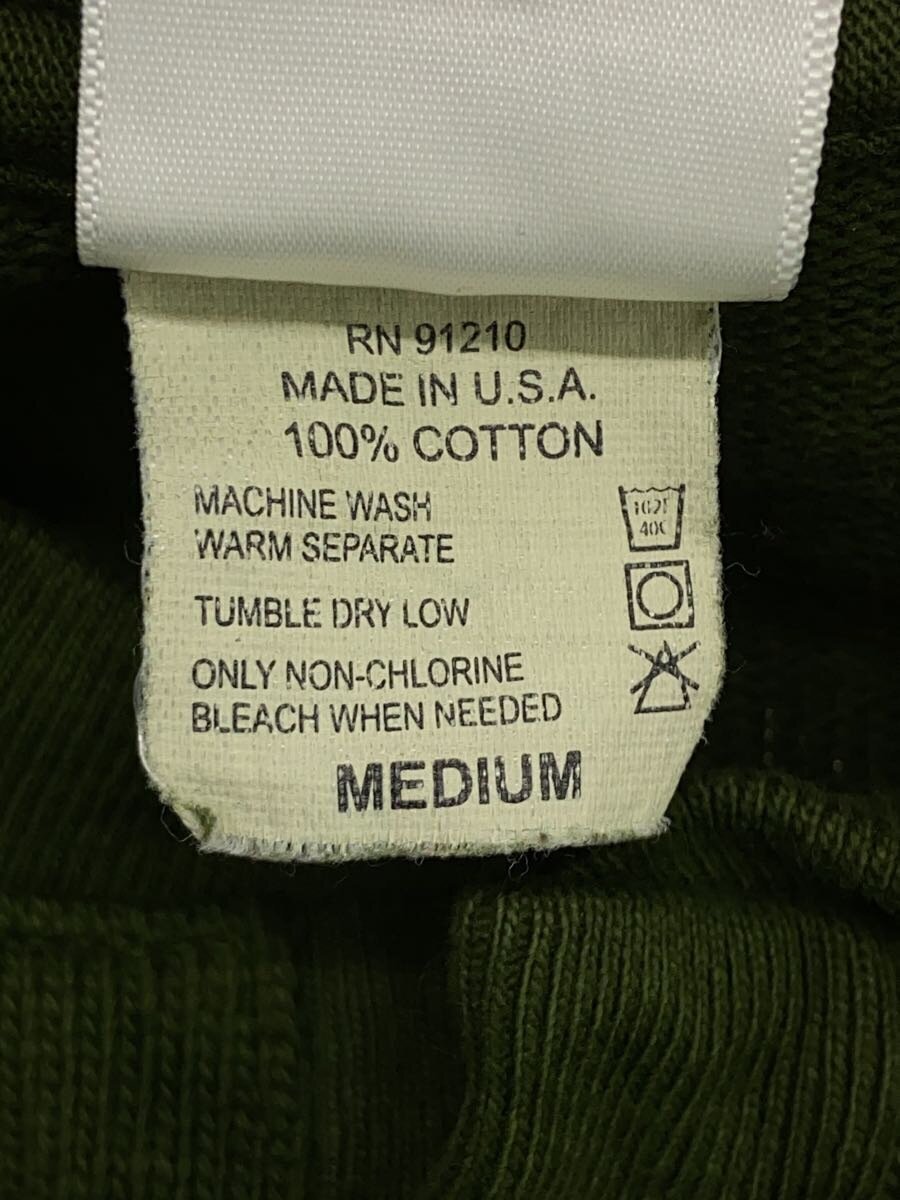 RN 91210
MADE IN U.S.A.
100% COTTON
MACHINE WASH
WARM SEPARATE
TUMBLE DRY LOW
ONLY NON-CHLORINE
BLEACH WHEN NEEDED
MEDIUM